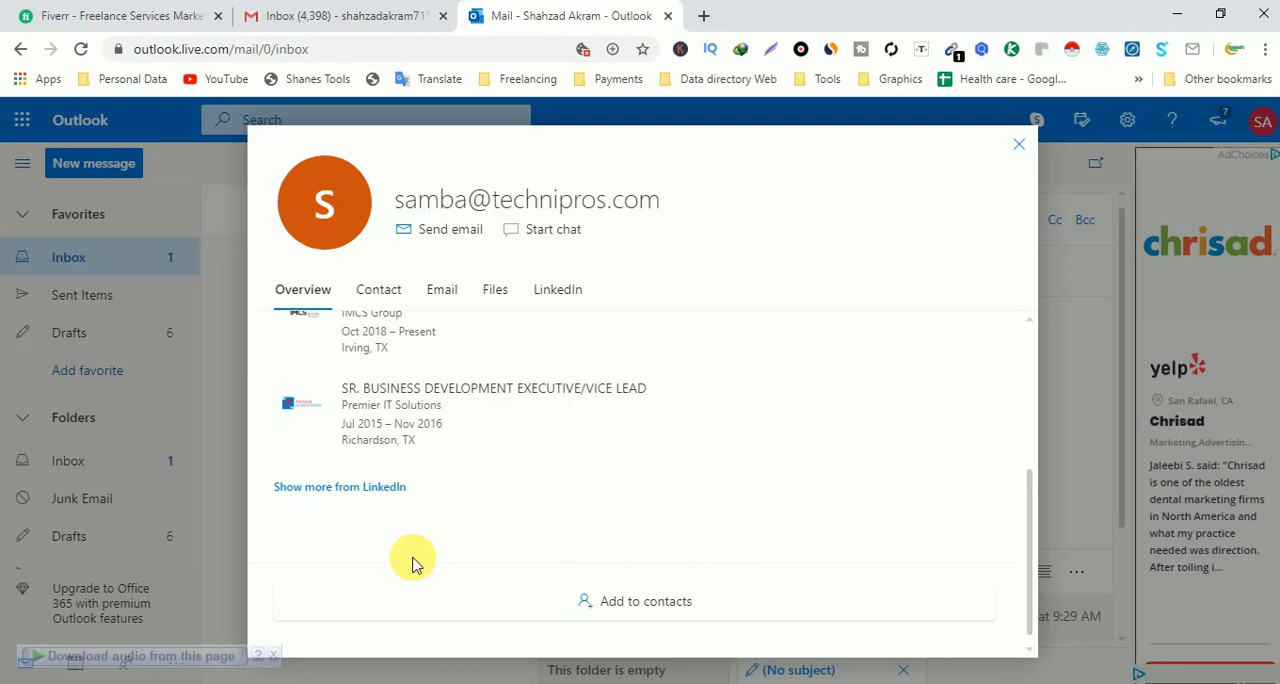 Fiverr - Freelance Services Marke
Inbox (4,398) - shahzadakram711
Mail - Shahzad Akram - Outlook
outlook.live.com/mail/0/inbox
Apps
Personal Data
YouTube
Shanes Tools
Translate
Freelancing
Payments
Data directory Web
Tools
Graphics
Health care - Googl...
»
Other bookmarks
Outlook
Search
7
SA
New message
Favorites
Inbox 1
Sent Items
Drafts 6
Add favorite
Folders
Inbox 1
Junk Email
Drafts 6
Upgrade to Office
365 with premium
Outlook features
Download audio from this page
S
samba@technipros.com
Send email
Start chat
Overview
Contact
Email
Files
LinkedIn
IMCS Group
Oct 2018 – Present
Irving, TX
SR. BUSINESS DEVELOPMENT EXECUTIVE/VICE LEAD
Premier IT Solutions
Jul 2015 – Nov 2016
Richardson, TX
Show more from LinkedIn
Add to contacts
Cc Bcc
at 9:29 AM
This folder is empty
(No subject)
AdChoices
chrisad.
yelp
San Rafael, CA
Chrisad
Marketing,Advertisin...
Jaleebi S. said: "Chrisad
is one of the oldest
dental marketing firms
in North America and
what my practice
needed was direction.
After toiling i...